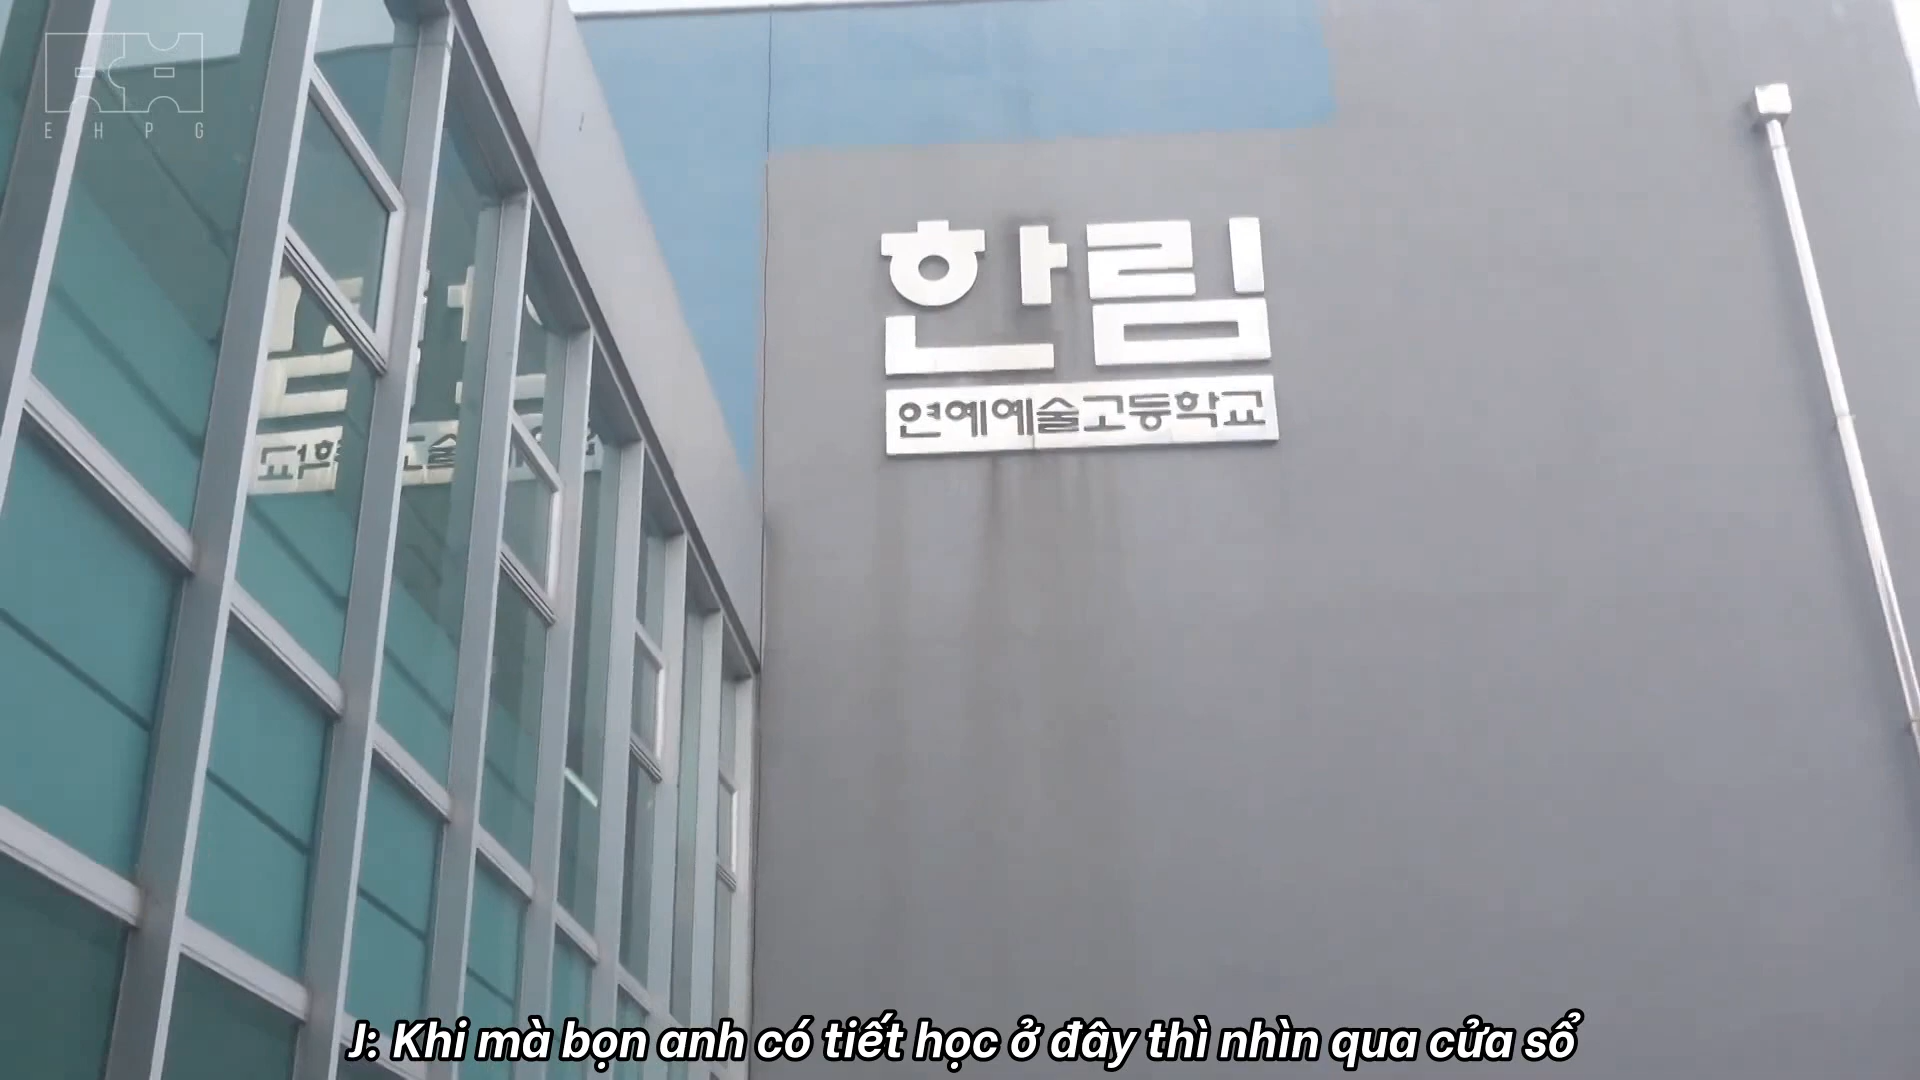 EHPG
한림
연예예술고등학교
J: Khi mà bọn anh có tiết học ở đây thì nhìn qua cửa sổ